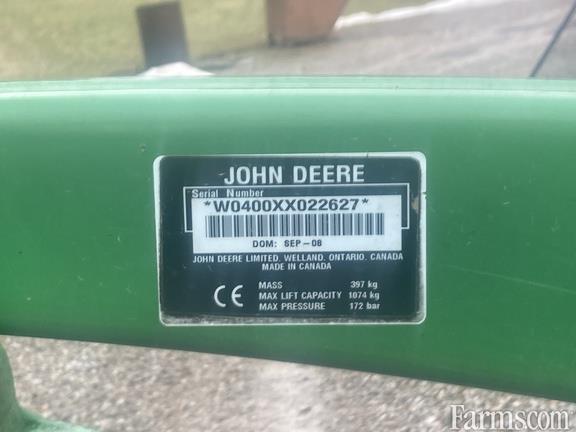 JOHN DEERE
Serial Number
*W0400XX022627*
DOM: SEP-08
JOHN DEERE LIMITED, WELLAND, ONTARIO, CANADA
MADE IN CANADA
CE
MASS 397 kg
MAX LIFT CAPACITY 1074 kg
MAX PRESSURE 172 bar
Farms.com